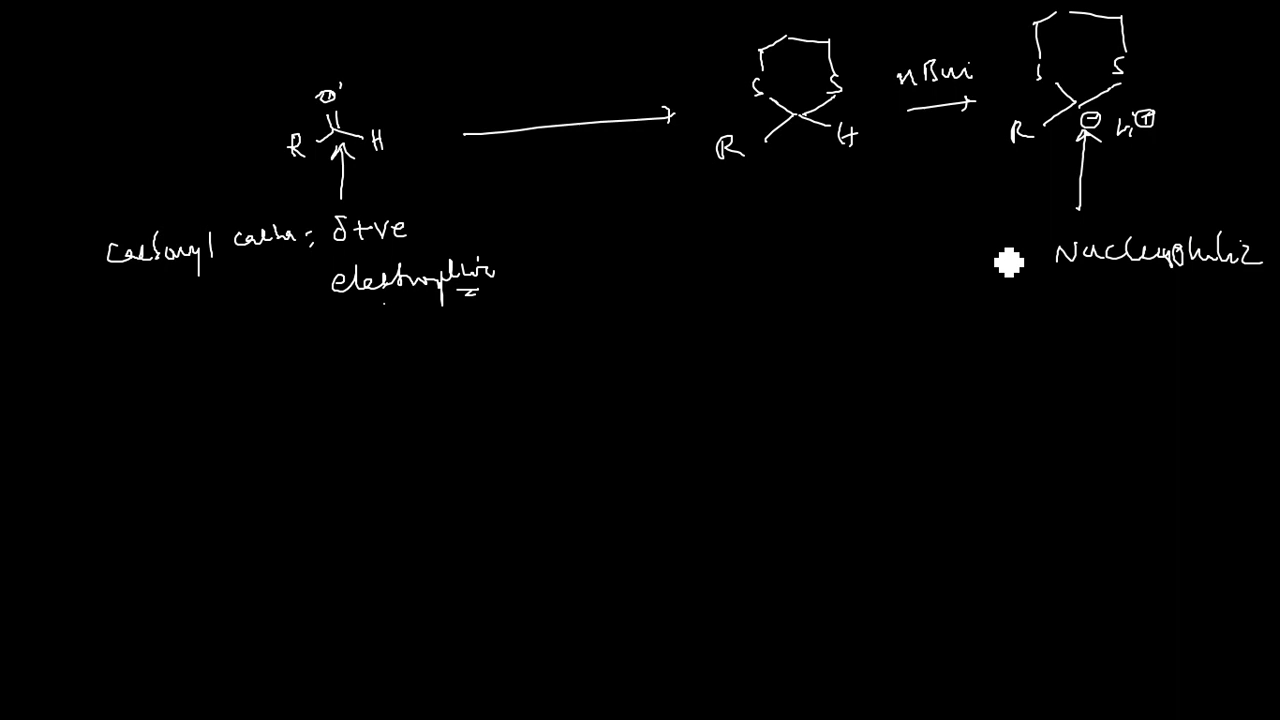 O
R H
S S
R H
nBuLi
S S
R ⊖ Li⊕
Carbonyl carbon: δ+ve
electrophilic
Nucleophilic